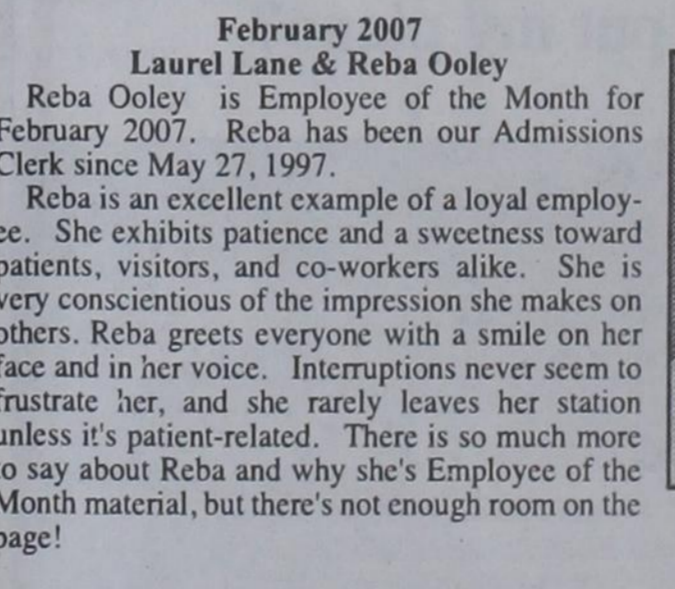 February 2007
Laurel Lane & Reba Ooley
Reba Ooley is Employee of the Month for
February 2007. Reba has been our Admissions
Clerk since May 27, 1997.
Reba is an excellent example of a loyal employ-
ee. She exhibits patience and a sweetness toward
patients, visitors, and co-workers alike. She is
very conscientious of the impression she makes on
others. Reba greets everyone with a smile on her
face and in her voice. Interruptions never seem to
frustrate her, and she rarely leaves her station
unless it's patient-related. There is so much more
to say about Reba and why she's Employee of the
Month material, but there's not enough room on the
page!